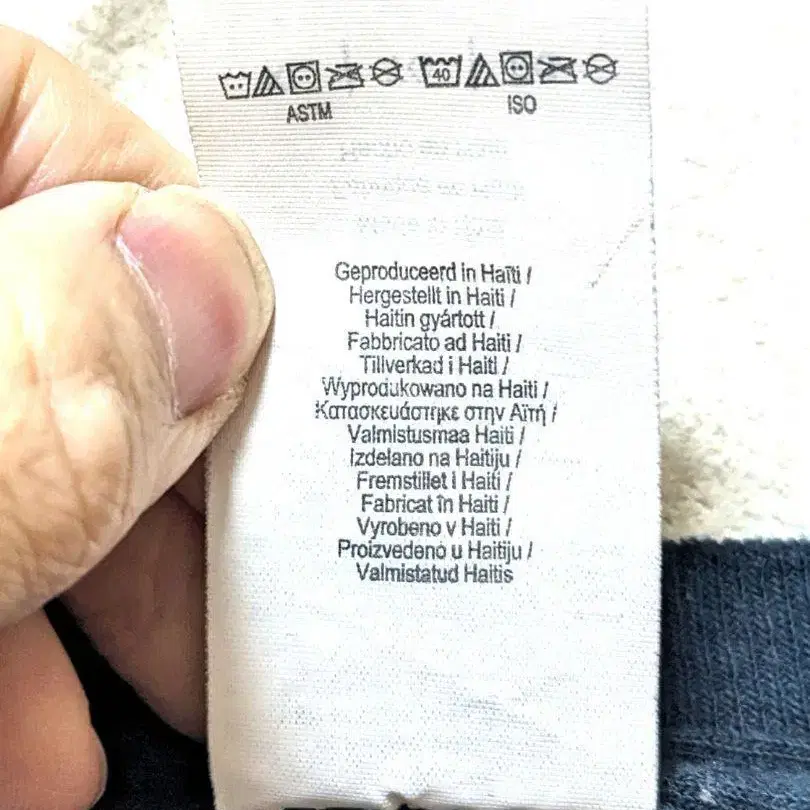 40
ASTM
ISO
Geproduceerd in Haïti /
Hergestellt in Haiti /
Haitin gyártott /
Fabbricato ad Haiti /
Tillverkad i Haiti /
Wyprodukowano na Haiti /
Κατασκευάστηκε στην Αϊτή /
Valmistusmaa Haiti /
Izdelano na Haitiju /
Fremstillet i Haiti /
Fabricat în Haiti /
Vyrobeno v Haiti /
Proizvedeno u Haitiju /
Valmistatud Haitis